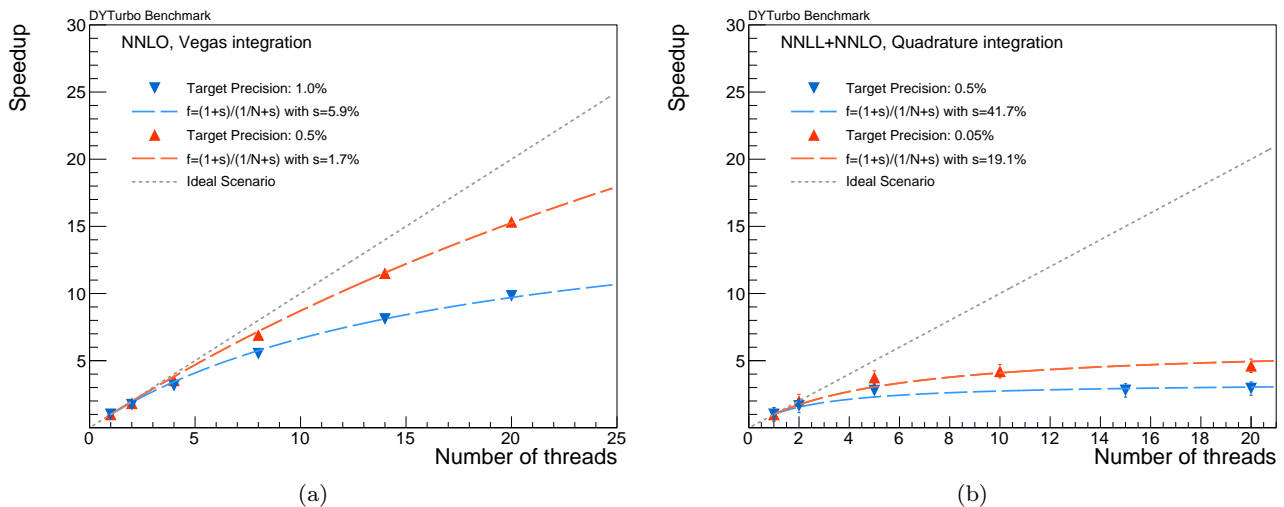 DYTurbo Benchmark
NNLO, Vegas integration
Target Precision: 1.0%
f=(1+s)/(1/N+s) with s=5.9%
Target Precision: 0.5%
f=(1+s)/(1/N+s) with s=1.7%
Ideal Scenario
Speedup
30
25
20
15
10
5
0 5 10 15 20 25
Number of threads
(a)
DYTurbo Benchmark
NNLL+NNLO, Quadrature integration
Target Precision: 0.5%
f=(1+s)/(1/N+s) with s=41.7%
Target Precision: 0.05%
f=(1+s)/(1/N+s) with s=19.1%
Ideal Scenario
Speedup
30
25
20
15
10
5
0 2 4 6 8 10 12 14 16 18 20
Number of threads
(b)